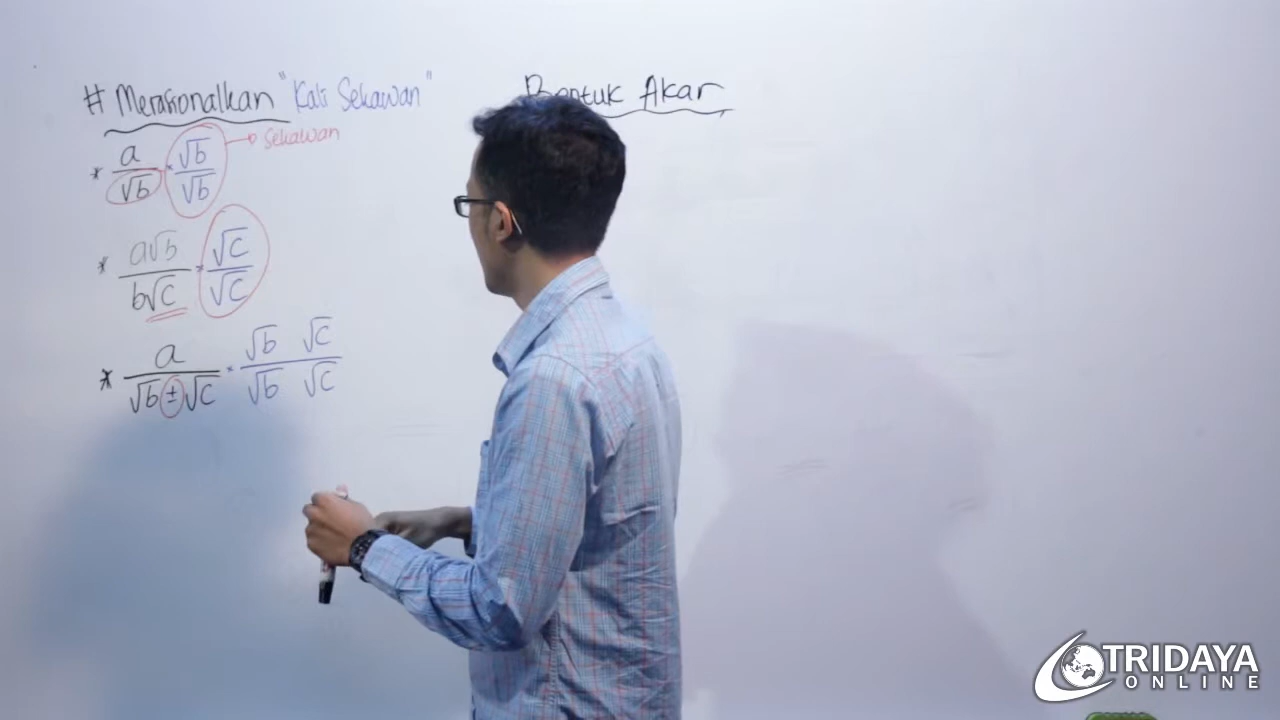 # Merasionalkan "Kali Sekawan"
Bentuk Akar
* a/√b × √b/√b → Sekawan
* a√b/b√c × √c/√c
* a/(√b ± √c) × √b √c/√b √c
TRIDAYA
ONLINE